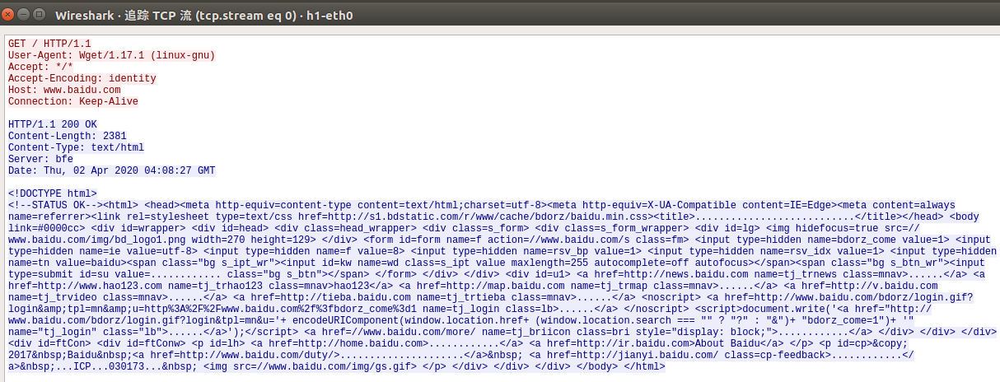 Wireshark · 追踪 TCP 流 (tcp.stream eq 0) · h1-eth0
GET / HTTP/1.1
User-Agent: Wget/1.17.1 (linux-gnu)
Accept: */*
Accept-Encoding: identity
Host: www.baidu.com
Connection: Keep-Alive
HTTP/1.1 200 OK
Content-Length: 2381
Content-Type: text/html
Server: bfe
Date: Thu, 02 Apr 2020 04:08:27 GMT
<!DOCTYPE html>
<!--STATUS OK--><html> <head><meta http-equiv=content-type content=text/html;charset=utf-8><meta http-equiv=X-UA-Compatible content=IE=Edge><meta content=always
name=referrer><link rel=stylesheet type=text/css href=http://s1.bdstatic.com/r/www/cache/bdorz/baidu.min.css><title>...........................</title></head> <body
link=#0000cc> <div id=wrapper> <div id=head> <div class=head_wrapper> <div class=s_form> <div class=s_form_wrapper> <div id=lg> <img hidefocus=true src=//
www.baidu.com/img/bd_logo1.png width=270 height=129> </div> <form id=form name=f action=//www.baidu.com/s class=fm> <input type=hidden name=bdorz_come value=1> <input
type=hidden name=ie value=utf-8> <input type=hidden name=f value=8> <input type=hidden name=rsv_bp value=1> <input type=hidden name=rsv_idx value=1> <input type=hidden
name=tn value=baidu><span class="bg s_ipt_wr"><input id=kw name=wd class=s_ipt value maxlength=255 autocomplete=off autofocus></span><span class="bg s_btn_wr"><input
type=submit id=su value=............ class="bg s_btn"></span> </form> </div> </div> <div id=u1> <a href=http://news.baidu.com name=tj_trnews class=mnav>......</a> <a
href=http://www.hao123.com name=tj_trhao123 class=mnav>hao123</a> <a href=http://map.baidu.com name=tj_trmap class=mnav>......</a> <a href=http://v.baidu.com
name=tj_trvideo class=mnav>......</a> <a href=http://tieba.baidu.com name=tj_trtieba class=mnav>......</a> <noscript> <a href=http://www.baidu.com/bdorz/login.gif?
login&amp;tpl=mn&amp;u=http%3A%2F%2Fwww.baidu.com%2f%3fbdorz_come%3d1 name=tj_login class=lb>......</a> </noscript> <script>document.write('<a href="http://
www.baidu.com/bdorz/login.gif?login&tpl=mn&u='+ encodeURIComponent(window.location.href+ (window.location.search === "" ? "?" : "&")+ "bdorz_come=1")+ '"
name="tj_login" class="lb">......</a>');</script> <a href=//www.baidu.com/more/ name=tj_briicon class=bri style="display: block;">............</a> </div> </div> </div>
<div id=ftCon> <div id=ftConw> <p id=lh> <a href=http://home.baidu.com>............</a> <a href=http://ir.baidu.com>About Baidu</a> </p> <p id=cp>&copy;
2017&nbsp;Baidu&nbsp;<a href=http://www.baidu.com/duty/>.....................</a>&nbsp; <a href=http://jianyi.baidu.com/ class=cp-feedback>............</
a>&nbsp;...ICP...030173...&nbsp; <img src=//www.baidu.com/img/gs.gif> </p> </div> </div> </div> </body> </html>